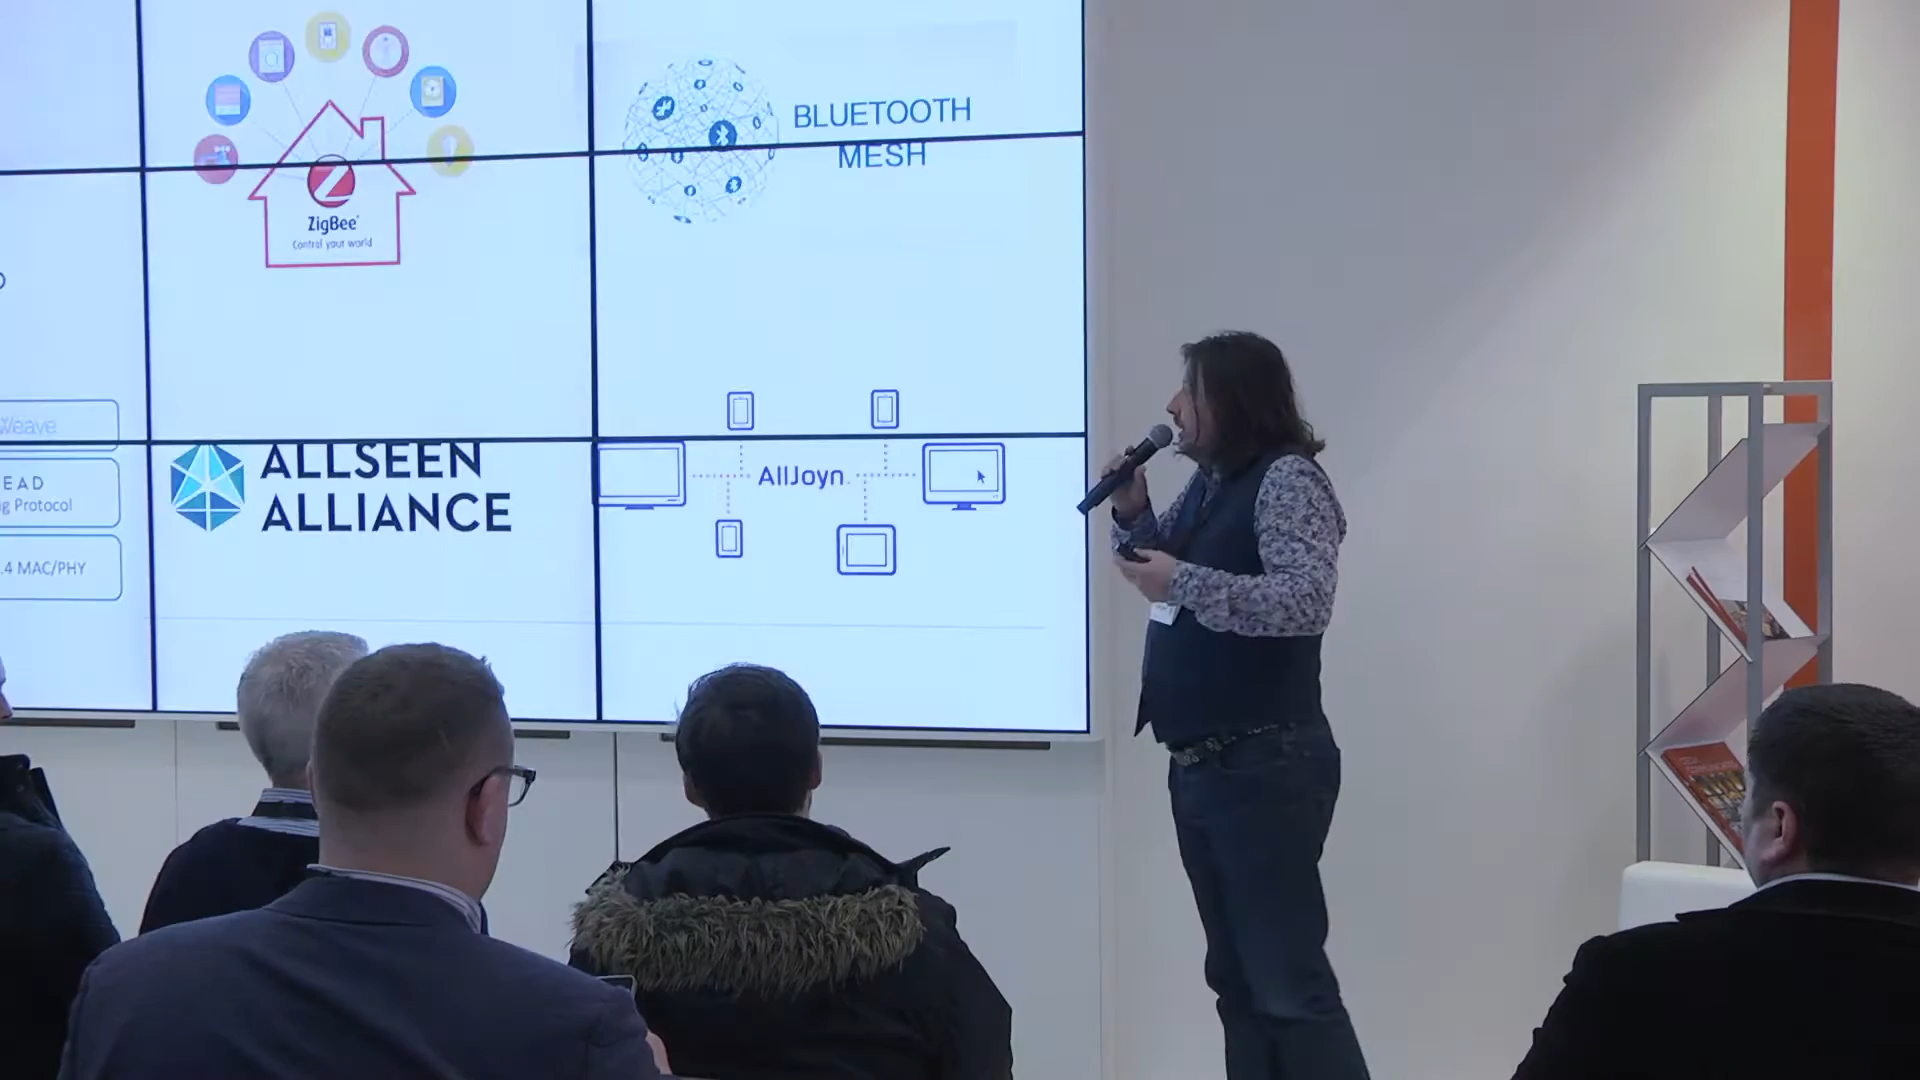 BLUETOOTH
MESH
ZigBee®
Control your world
Weave
EAD
g Protocol
.4 MAC/PHY
ALLSEEN
ALLIANCE
AllJoyn